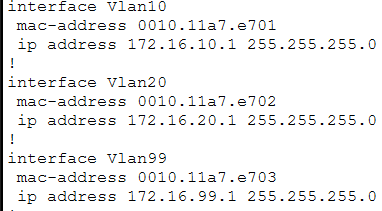 interface Vlan10
mac-address 0010.11a7.e701
ip address 172.16.10.1 255.255.255.0
!
interface Vlan20
mac-address 0010.11a7.e702
ip address 172.16.20.1 255.255.255.0
!
interface Vlan99
mac-address 0010.11a7.e703
ip address 172.16.99.1 255.255.255.0